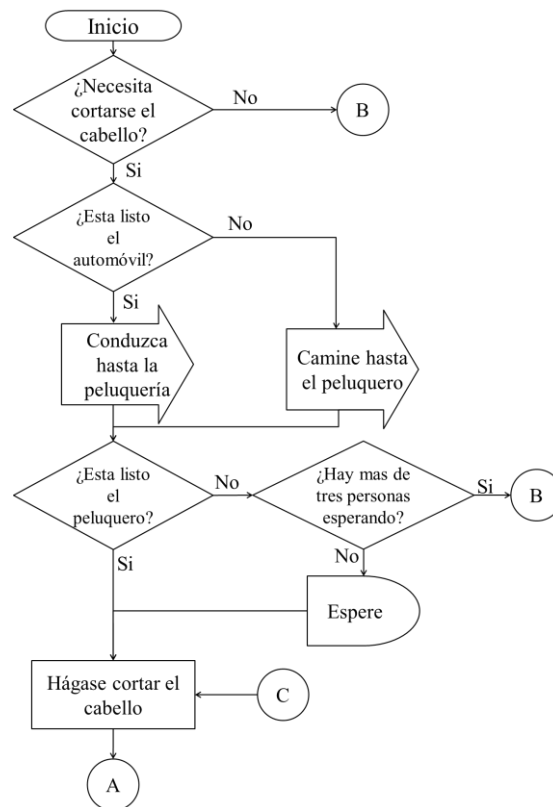 Inicio
¿Necesita
cortarse el
cabello?
No
B
Si
¿Esta listo
el
automóvil?
No
Si
Conduzca
hasta la
peluquería
Camine hasta
el peluquero
¿Esta listo
el
peluquero?
No
¿Hay mas de
tres personas
esperando?
Si
B
Si
No
Espere
Hágase cortar el
cabello
C
A